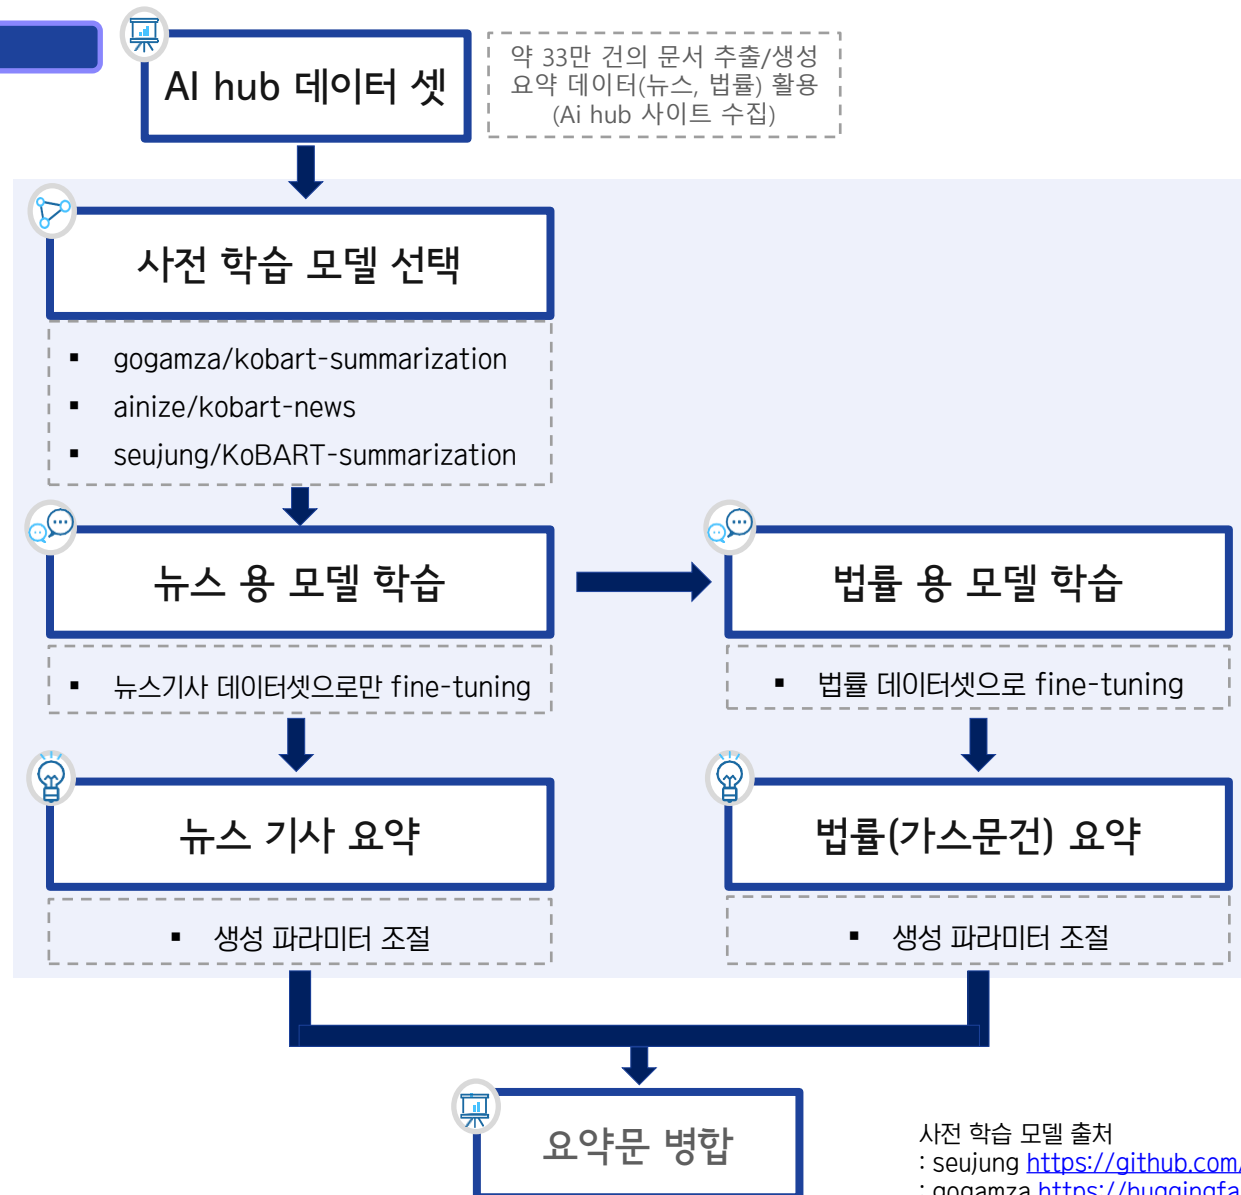 AI hub 데이터 셋
약 33만 건의 문서 추출/생성
요약 데이터(뉴스, 법률) 활용
(Ai hub 사이트 수집)
사전 학습 모델 선택
▪ gogamza/kobart-summarization
▪ ainize/kobart-news
▪ seujung/KoBART-summarization
뉴스 용 모델 학습
법률 용 모델 학습
▪ 뉴스기사 데이터셋으로만 fine-tuning
▪ 법률 데이터셋으로 fine-tuning
뉴스 기사 요약
법률(가스문건) 요약
▪ 생성 파라미터 조절
▪ 생성 파라미터 조절
요약문 병합
사전 학습 모델 출처
: seujung https://github.com/
: gogamza https://huggingfa